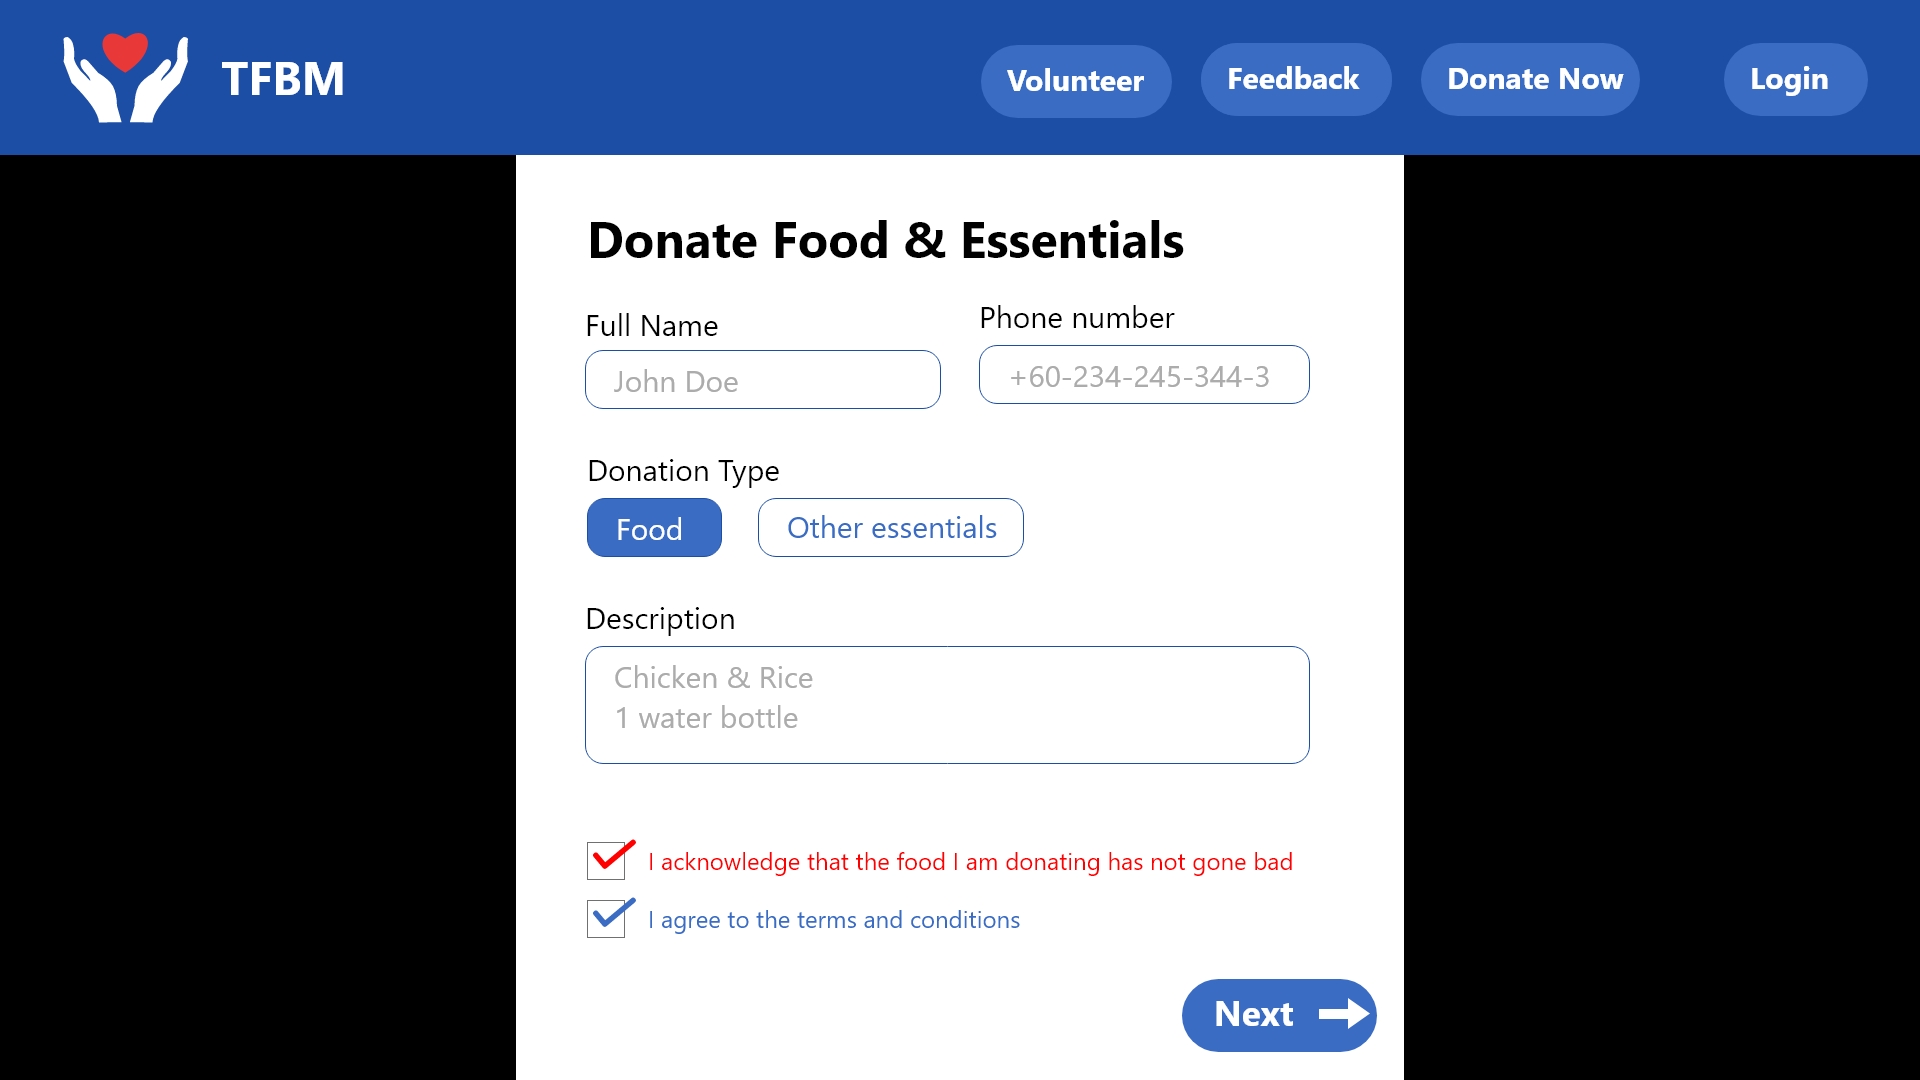 TFBM
Volunteer
Feedback
Donate Now
Login
Donate Food & Essentials
Full Name
Phone number
John Doe
+60-234-245-344-3
Donation Type
Food
Other essentials
Description
Chicken & Rice
1 water bottle
I acknowledge that the food I am donating has not gone bad
I agree to the terms and conditions
Next